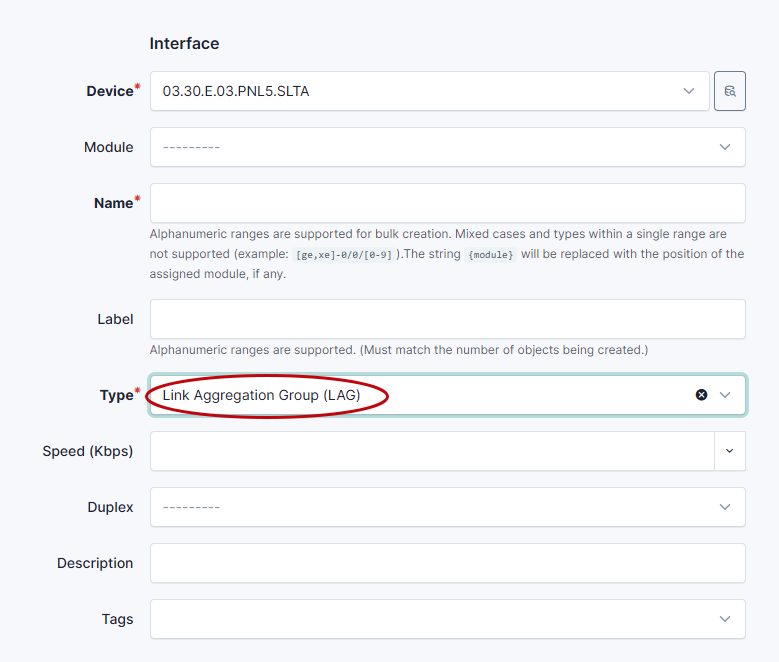 Interface
Device* 03.30.E.03.PNL5.SLTA
Module ---------
Name*
Alphanumeric ranges are supported for bulk creation. Mixed cases and types within a single range are
not supported (example: [ge,xe]-0/0/[0-9] ).The string {module} will be replaced with the position of the
assigned module, if any.
Label
Alphanumeric ranges are supported. (Must match the number of objects being created.)
Type* Link Aggregation Group (LAG)
Speed (Kbps)
Duplex ---------
Description
Tags